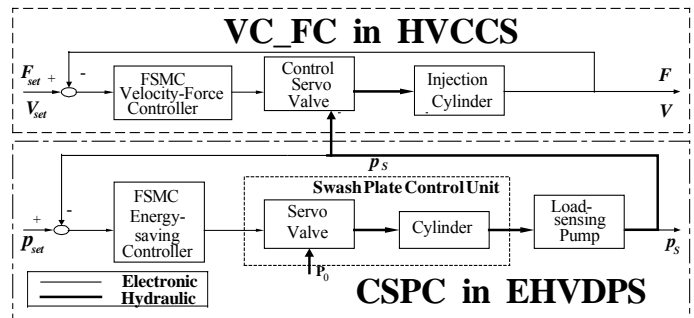 VC_FC in HVCCS
F_set + -
V_set
FSMC
Velocity-Force
Controller
Control
Servo
Valve
Injection
Cylinder
F
V
p_S
Swash Plate Control Unit
+ -
p_set
FSMC
Energy-
saving
Controller
Servo
Valve
Cylinder
Load-
sensing
Pump
p_S
P_0
Electronic
Hydraulic
CSPC in EHVDPS